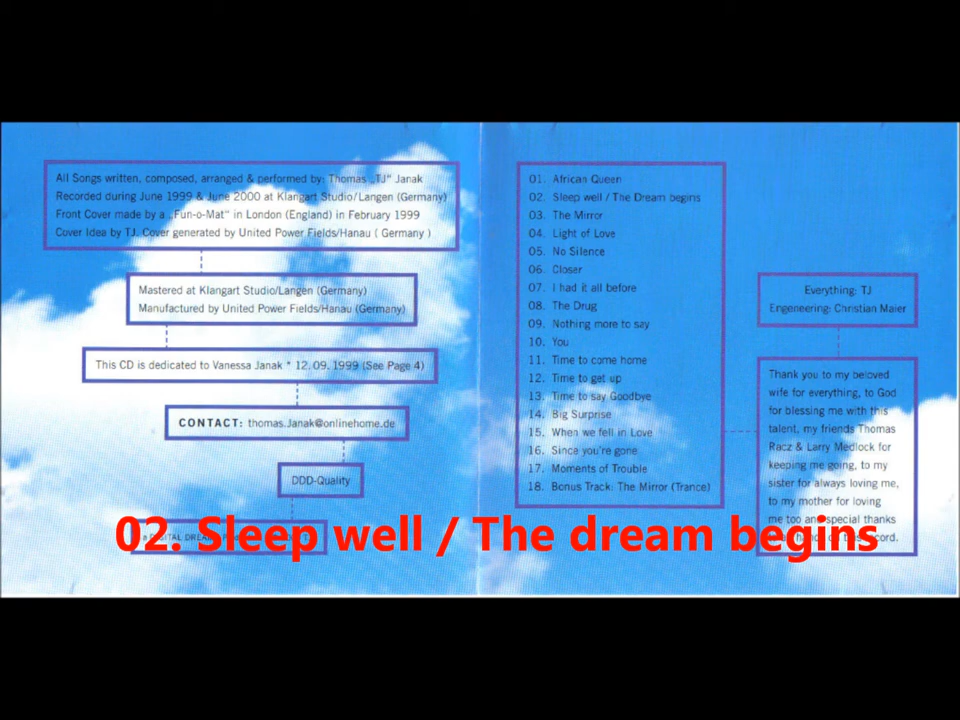 All Songs written, composed, arranged & performed by: Thomas „TJ“ Janak
Recorded during June 1999 & June 2000 at Klangart Studio/Langen (Germany)
Front Cover made by a „Fun-o-Mat“ in London (England) in February 1999
Cover Idea by TJ. Cover generated by United Power Fields/Hanau ( Germany )
Mastered at Klangart Studio/Langen (Germany)
Manufactured by United Power Fields/Hanau (Germany)
This CD is dedicated to Vanessa Janak * 12.09.1999 (See Page 4)
CONTACT: thomas.Janak@onlinehome.de
DDD-Quality
a DIGITAL DREAM
01. African Queen
02. Sleep well / The Dream begins
03. The Mirror
04. Light of Love
05. No Silence
06. Closer
07. I had it all before
08. The Drug
09. Nothing more to say
10. You
11. Time to come home
12. Time to get up
13. Time to say Goodbye
14. Big Surprise
15. When we fell in Love
16. Since you're gone
17. Moments of Trouble
18. Bonus Track: The Mirror (Trance)
Everything: TJ
Engeneering: Christian Maier
Thank you to my beloved
wife for everything, to God
for blessing me with this
talent, my friends Thomas
Racz & Larry Medlock for
keeping me going, to my
sister for always loving me,
to my mother for loving
me too and special thanks
02. Sleep well / The dream begins